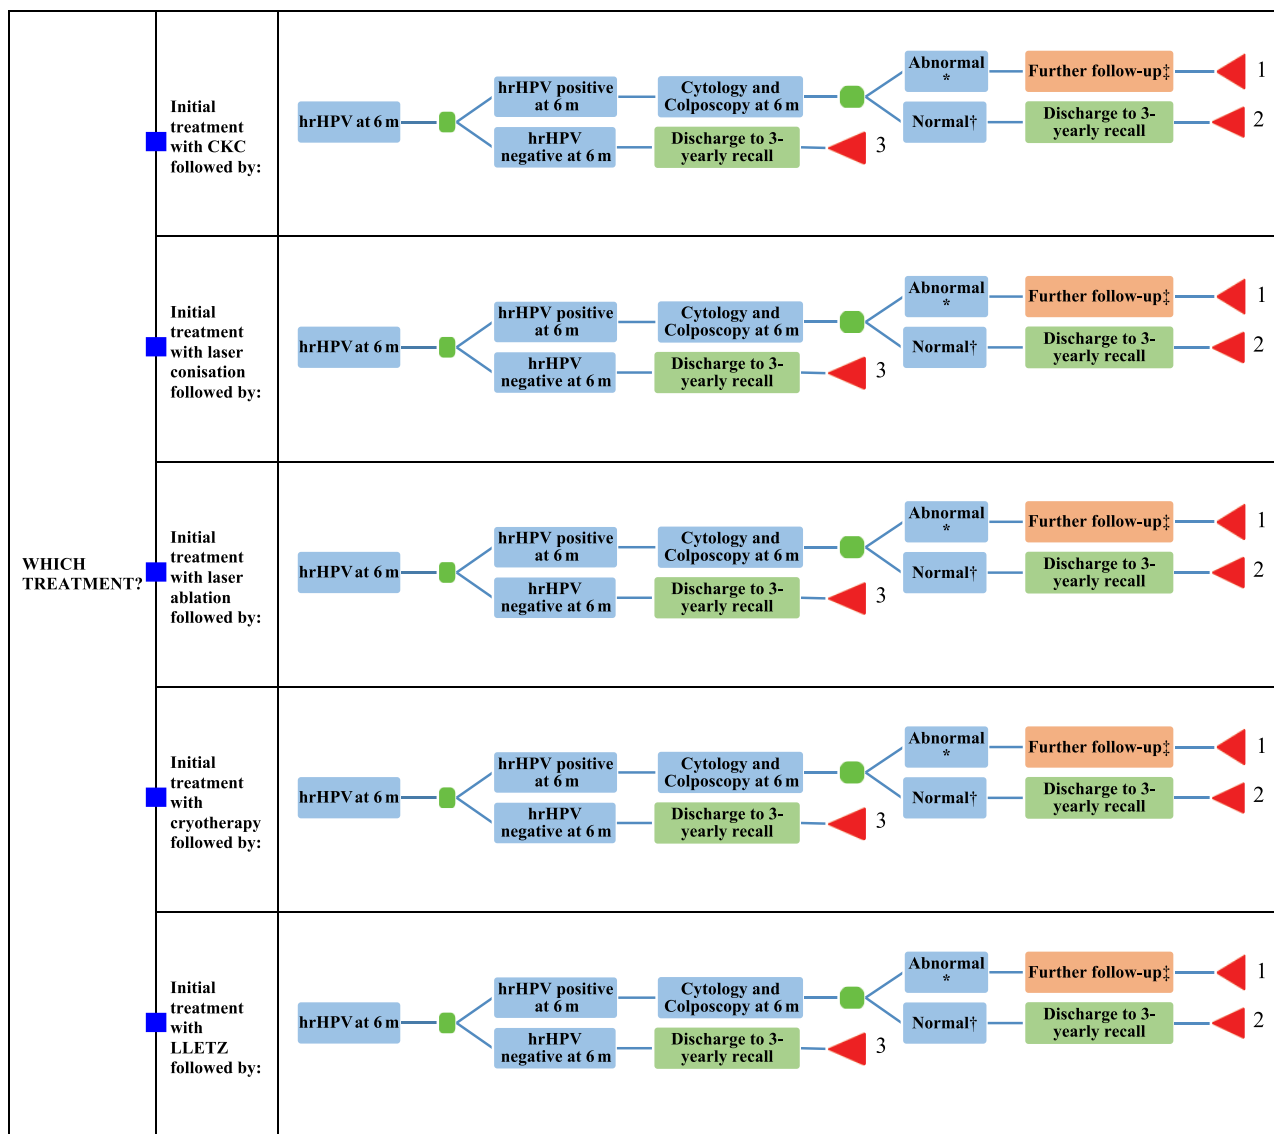 WHICH
TREATMENT?
Initial
treatment
with CKC
followed by:
hrHPV at 6 m
hrHPV positive
at 6 m
Cytology and
Colposcopy at 6 m
Abnormal
*
Further follow-up‡
1
Normal†
Discharge to 3-
yearly recall
2
hrHPV
negative at 6 m
Discharge to 3-
yearly recall
3
Initial
treatment
with laser
conisation
followed by:
hrHPV at 6 m
hrHPV positive
at 6 m
Cytology and
Colposcopy at 6 m
Abnormal
*
Further follow-up‡
1
Normal†
Discharge to 3-
yearly recall
2
hrHPV
negative at 6 m
Discharge to 3-
yearly recall
3
Initial
treatment
with laser
ablation
followed by:
hrHPV at 6 m
hrHPV positive
at 6 m
Cytology and
Colposcopy at 6 m
Abnormal
*
Further follow-up‡
1
Normal†
Discharge to 3-
yearly recall
2
hrHPV
negative at 6 m
Discharge to 3-
yearly recall
3
Initial
treatment
with
cryotherapy
followed by:
hrHPV at 6 m
hrHPV positive
at 6 m
Cytology and
Colposcopy at 6 m
Abnormal
*
Further follow-up‡
1
Normal†
Discharge to 3-
yearly recall
2
hrHPV
negative at 6 m
Discharge to 3-
yearly recall
3
Initial
treatment
with
LLETZ
followed by:
hrHPV at 6 m
hrHPV positive
at 6 m
Cytology and
Colposcopy at 6 m
Abnormal
*
Further follow-up‡
1
Normal†
Discharge to 3-
yearly recall
2
hrHPV
negative at 6 m
Discharge to 3-
yearly recall
3